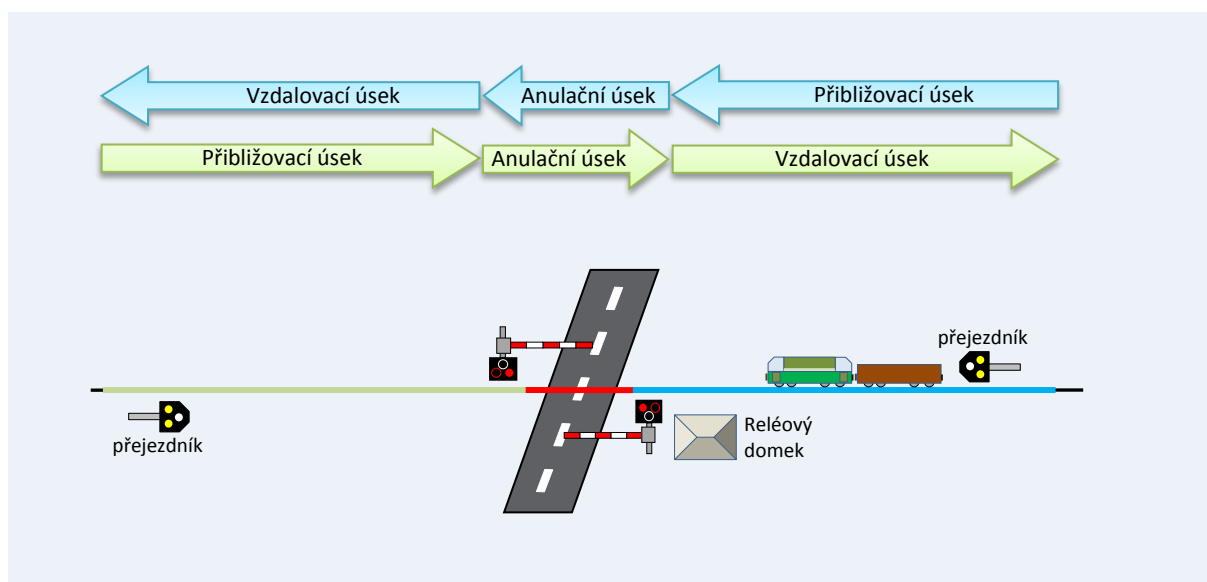 Vzdalovací úsek
Anulační úsek
Přibližovací úsek
Přibližovací úsek
Anulační úsek
Vzdalovací úsek
přejezdník
přejezdník
Reléový
domek